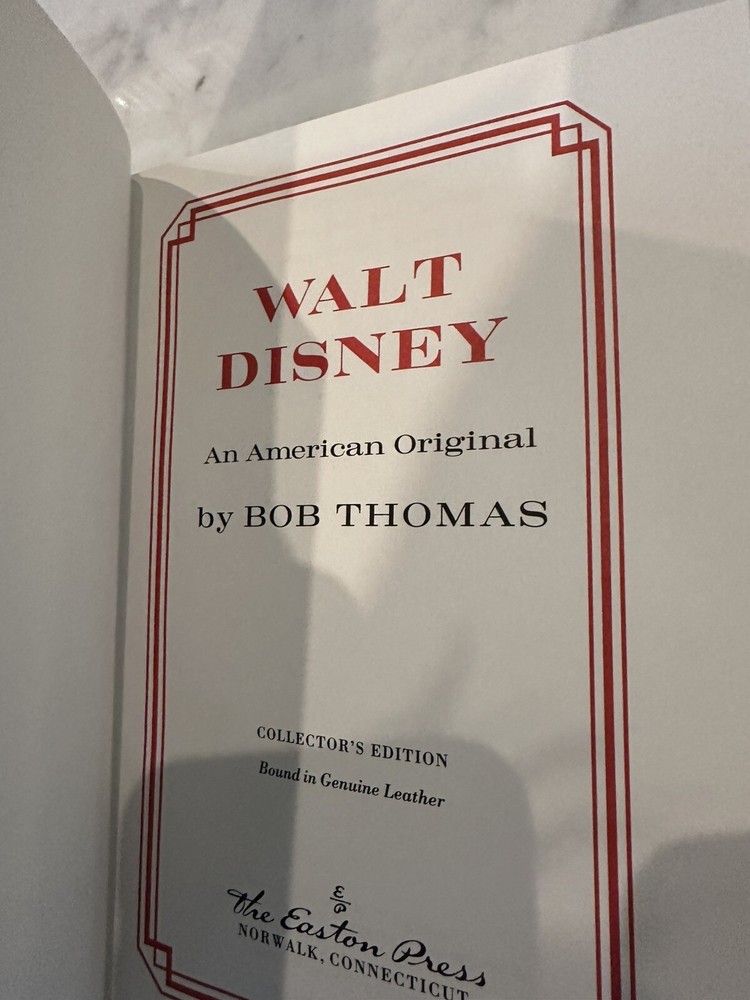 WALT
DISNEY
An American Original
by BOB THOMAS
COLLECTOR'S EDITION
Bound in Genuine Leather
E
P
The Easton Press
NORWALK, CONNECTICUT